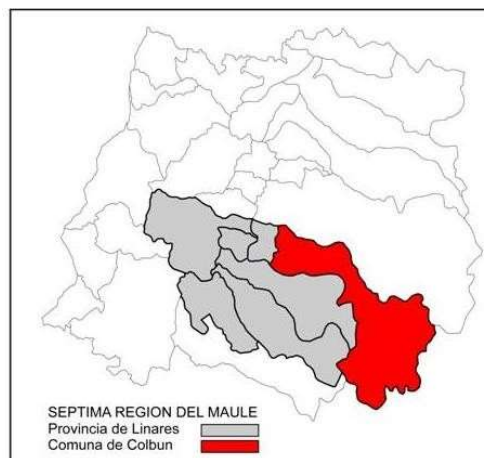 SEPTIMA REGION DEL MAULE
Provincia de Linares
Comuna de Colbun